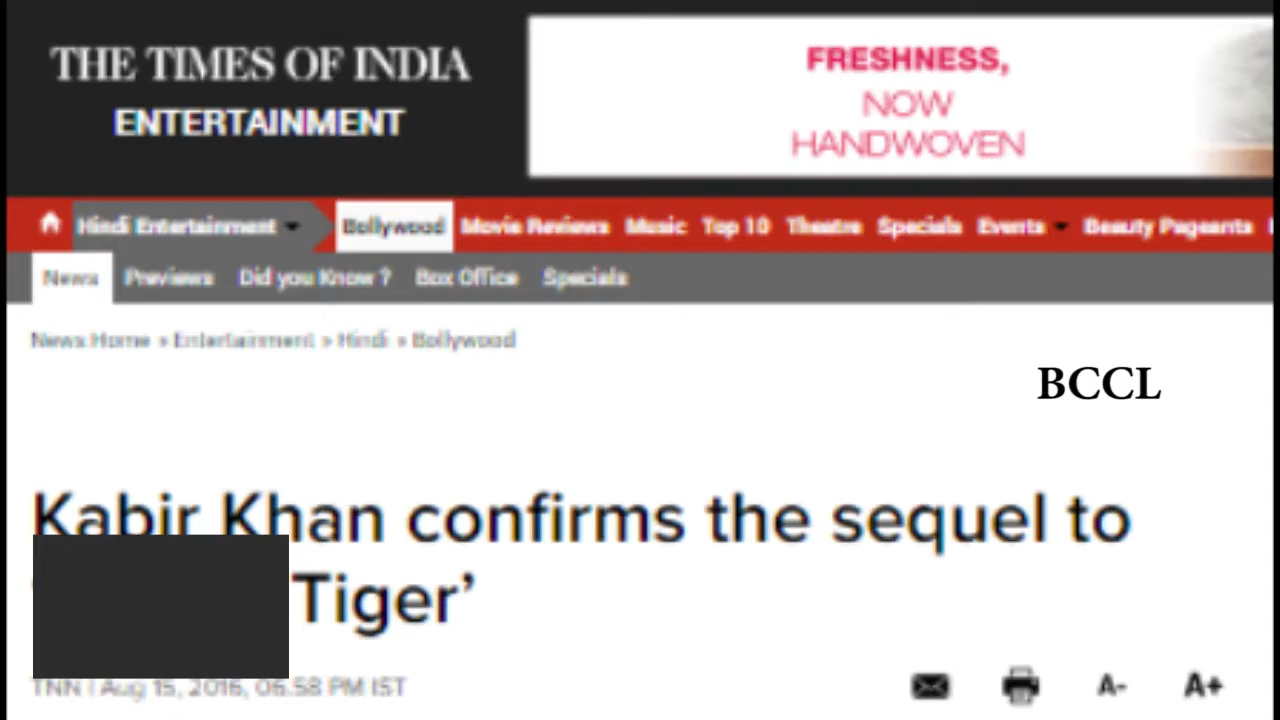 THE TIMES OF INDIA
ENTERTAINMENT
FRESHNESS,
NOW
HANDWOVEN
Hindi Entertainment Bollywood Movie Reviews Music Top 10 Theatre Specials Events Beauty Pageants
News Previews Did you Know ? Box Office Specials
News Home » Entertainment » Hindi » Bollywood
BCCL
Kabir Khan confirms the sequel to
Tiger’
TNN | Aug 15, 2016, 06.58 PM IST
A- A+